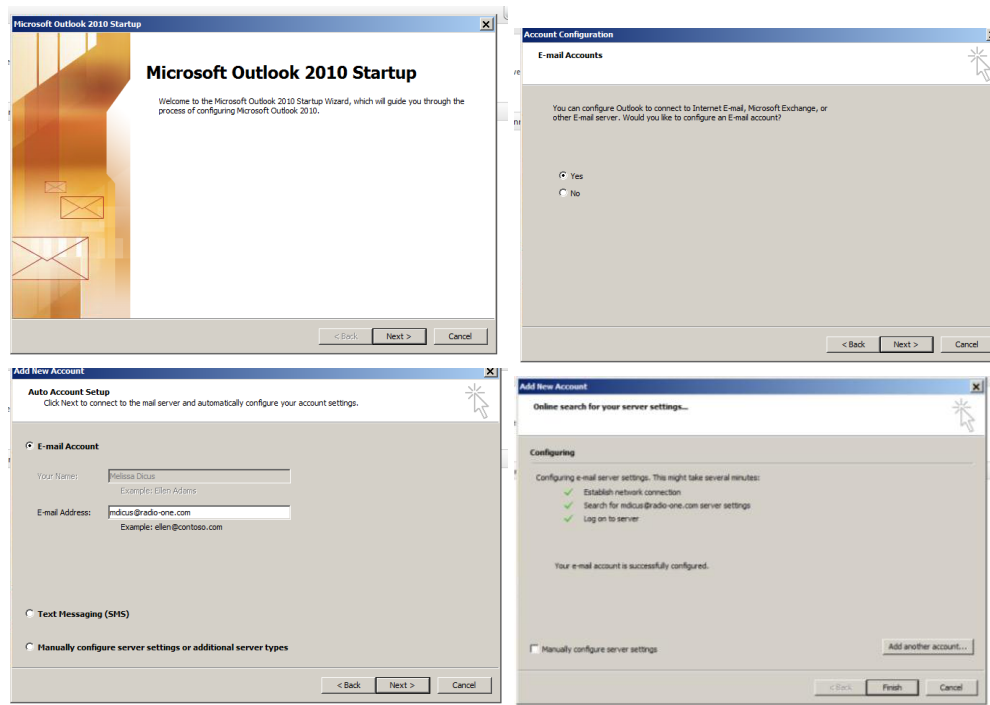 Microsoft Outlook 2010 Startup
Microsoft Outlook 2010 Startup
Welcome to the Microsoft Outlook 2010 Startup Wizard, which will guide you through the
process of configuring Microsoft Outlook 2010.
< Back Next > Cancel
Account Configuration
E-mail Accounts
You can configure Outlook to connect to Internet E-mail, Microsoft Exchange, or
other E-mail server. Would you like to configure an E-mail account?
Yes
No
< Back Next > Cancel
Add New Account
Auto Account Setup
Click Next to connect to the mail server and automatically configure your account settings.
E-mail Account
Your Name: Melissa Dicus
Example: Ellen Adams
E-mail Address: mdicus@radio-one.com
Example: ellen@contoso.com
Text Messaging (SMS)
Manually configure server settings or additional server types
< Back Next > Cancel
Add New Account
Online search for your server settings...
Configuring
Configuring e-mail server settings. This might take several minutes:
Establish network connection
Search for mdicus@radio-one.com server settings
Log on to server
Your e-mail account is successfully configured.
Manually configure server settings
Add another account...
< Back Finish Cancel